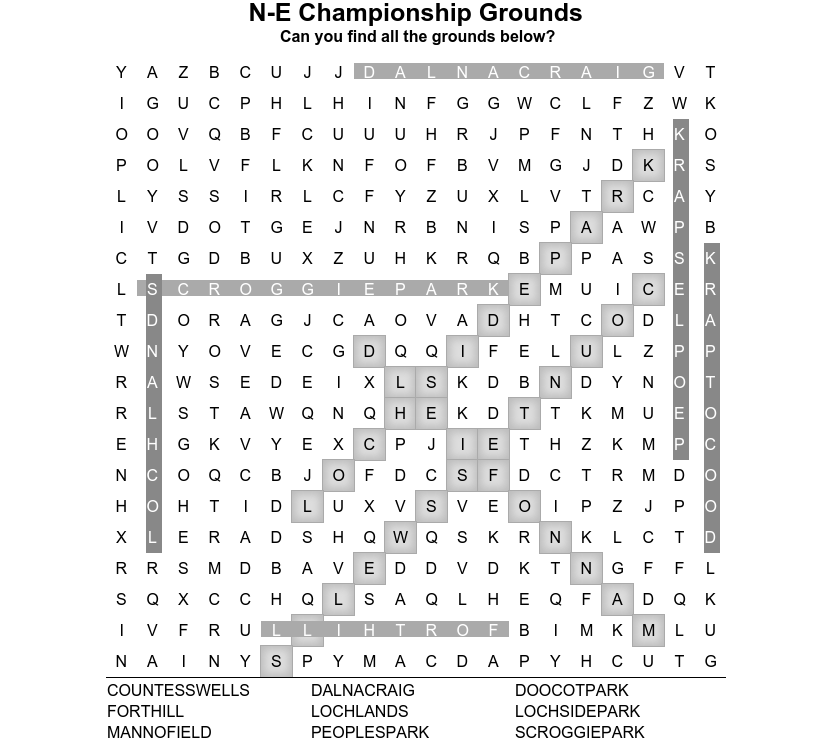 N-E Championship Grounds
Can you find all the grounds below?
Y A Z B C U J J D A L N A C R A I G V T
I G U C P H L H I N F G G W C L F Z W K
O O V Q B F C U U U H R J P F N T H K O
P O L V F L K N F O F B V M G J D K R S
L Y S S I R L C F Y Z U X L V T R C A Y
I V D O T G E J N R B N I S P A A W P B
C T G D B U X Z U H K R Q B P P A S S K
L S C R O G G I E P A R K E M U I C E R
T D O R A G J C A O V A D H T C O D L A
W N Y O V E C G D Q Q I F E L U L Z P P
R A W S E D E I X L S K D B N D Y N O T
R L S T A W Q N Q H E K D T T K M U E O
E H G K V Y E X C P J I E T H Z K M P C
N C O Q C B J O F D C S F D C T R M D O
H O H T I D L U X V S V E O I P Z J P O
X L E R A D S H Q W Q S K R N K L C T D
R R S M D B A V E D D V D K T N G F F L
S Q X C C H Q L S A Q L H E Q F A D Q K
I V F R U L L I H T R O F B I M K M L U
N A I N Y S P Y M A C D A P Y H C U T G
COUNTESSWELLS DALNACRAIG DOOCOTPARK
FORTHILL LOCHLANDS LOCHSIDEPARK
MANNOFIELD PEOPLESPARK SCROGGIEPARK